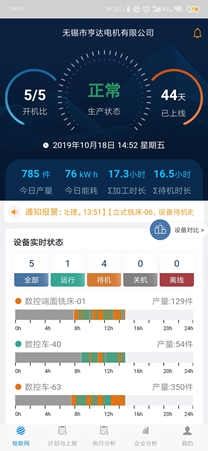 14:53
无锡市亨达电机有限公司
5/5
开机比
正常
生产状态
44天
已上线
2019年10月18日 14:52 星期五
785 件
76 kW·h
17.3小时
16.5小时
今日产量
今日能耗
Σ加工时长
Σ待机时长
通知报警: 处理。13:51] 【立式铣床-06, 设备待机时
设备对比 >
设备实时状态
5
1
4
0
0
全部
运行
待机
关机
离线
数控端面铣床-01
产量:129件
0h 4h 8h 12h 16h 20h 24h
数控车-40
产量:54件
0h 4h 8h 12h 16h 20h 24h
数控车-63
产量:350件
0h 4h 8h 12h 16h 20h 24h
物联网
计划与上报
执行分析
企业分析
我的